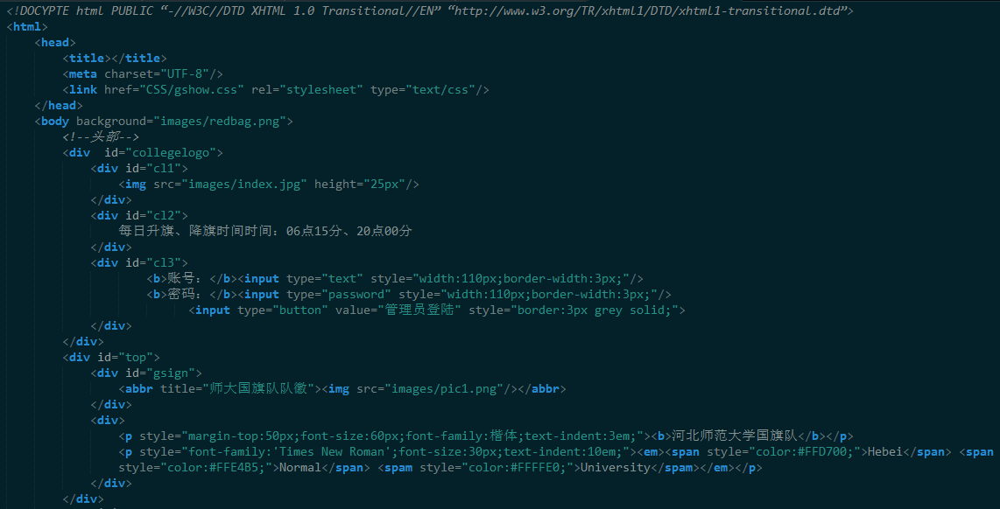 <!DOCYPTE html PUBLIC “-//W3C//DTD XHTML 1.0 Transitional//EN” “http://www.w3.org/TR/xhtml1/DTD/xhtml1-transitional.dtd”>
<html>
<head>
<title></title>
<meta charset="UTF-8"/>
<link href="CSS/gshow.css" rel="stylesheet" type="text/css"/>
</head>
<body background="images/redbag.png">
<!--头部-->
<div  id="collegelogo">
<div id="cl1">
<img src="images/index.jpg" height="25px"/>
</div>
<div id="cl2">
每日升旗、降旗时间时间：06点15分、20点00分
</div>
<div id="cl3">
<b>账号：</b><input type="text" style="width:110px;border-width:3px;"/>
<b>密码：</b><input type="password" style="width:110px;border-width:3px;"/>
<input type="button" value="管理员登陆" style="border:3px grey solid;">
</div>
</div>
<div id="top">
<div id="gsign">
<abbr title="师大国旗队队徽"><img src="images/pic1.png"/></abbr>
</div>
<div>
<p style="margin-top:50px;font-size:60px;font-family:楷体;text-indent:3em;"><b>河北师范大学国旗队</b></p>
<p style="font-family:'Times New Roman';font-size:30px;text-indent:10em;"><em><span style="color:#FFD700;">Hebei</span> <span
style="color:#FFE4B5;">Normal</span> <spam style="color:#FFFFE0;">University</spam></em></p>
</div>
</div>